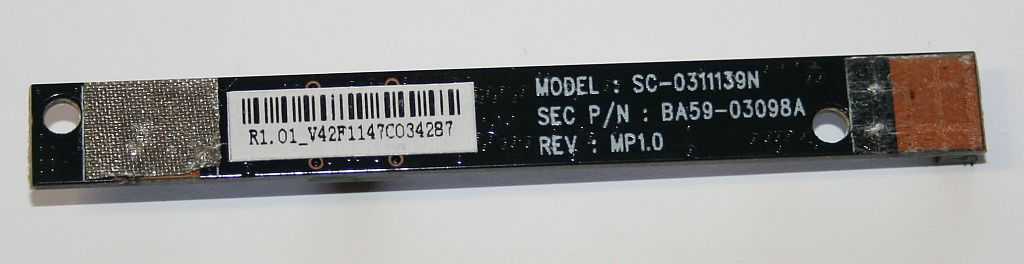 R1.01_V42F1147C034287
MODEL : SC-0311139N
SEC P/N : BA59-03098A
REV : MP1.0